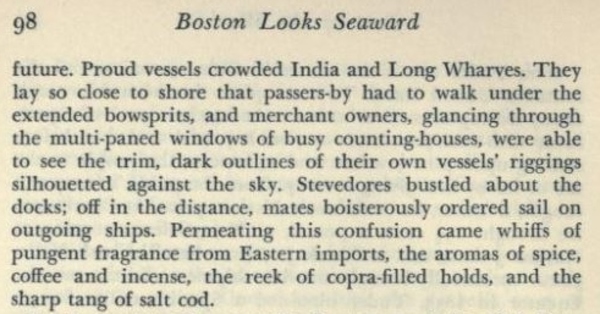 98 Boston Looks Seaward
future. Proud vessels crowded India and Long Wharves. They
lay so close to shore that passers-by had to walk under the
extended bowsprits, and merchant owners, glancing through
the multi-paned windows of busy counting-houses, were able
to see the trim, dark outlines of their own vessels' riggings
silhouetted against the sky. Stevedores bustled about the
docks; off in the distance, mates boisterously ordered sail on
outgoing ships. Permeating this confusion came whiffs of
pungent fragrance from Eastern imports, the aromas of spice,
coffee and incense, the reek of copra-filled holds, and the
sharp tang of salt cod.